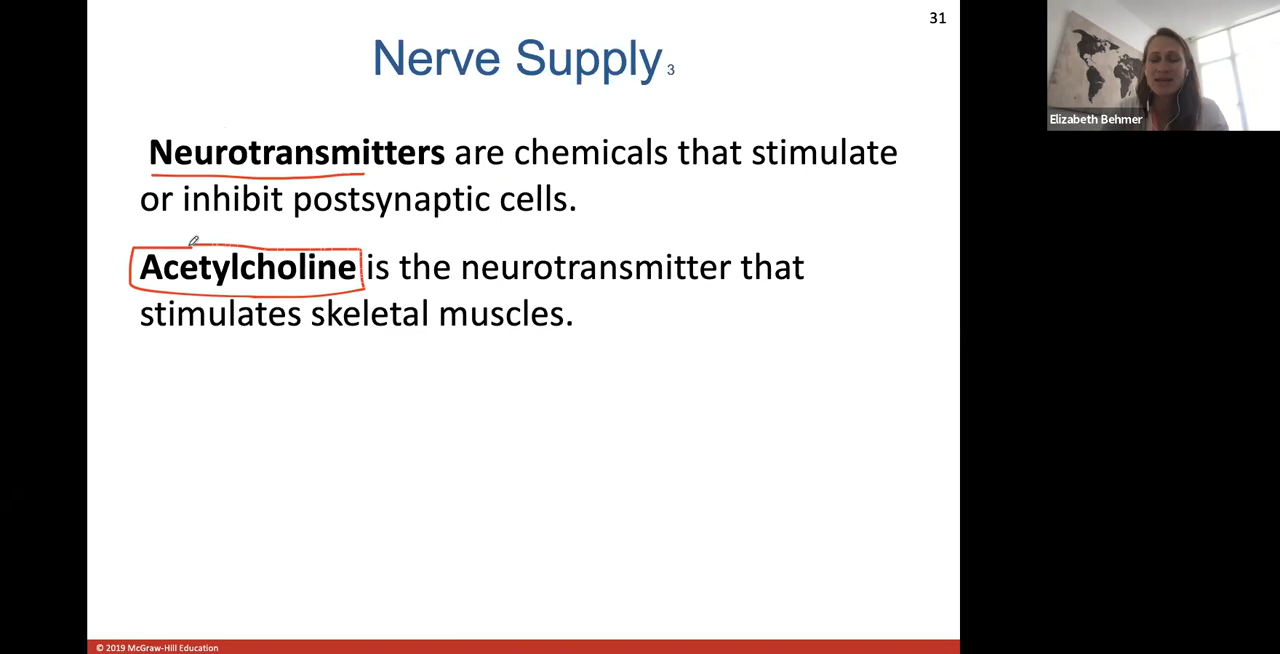 31
Nerve Supply 3
Elizabeth Behmer
Neurotransmitters are chemicals that stimulate
or inhibit postsynaptic cells.
Acetylcholine is the neurotransmitter that
stimulates skeletal muscles.
© 2019 McGraw-Hill Education